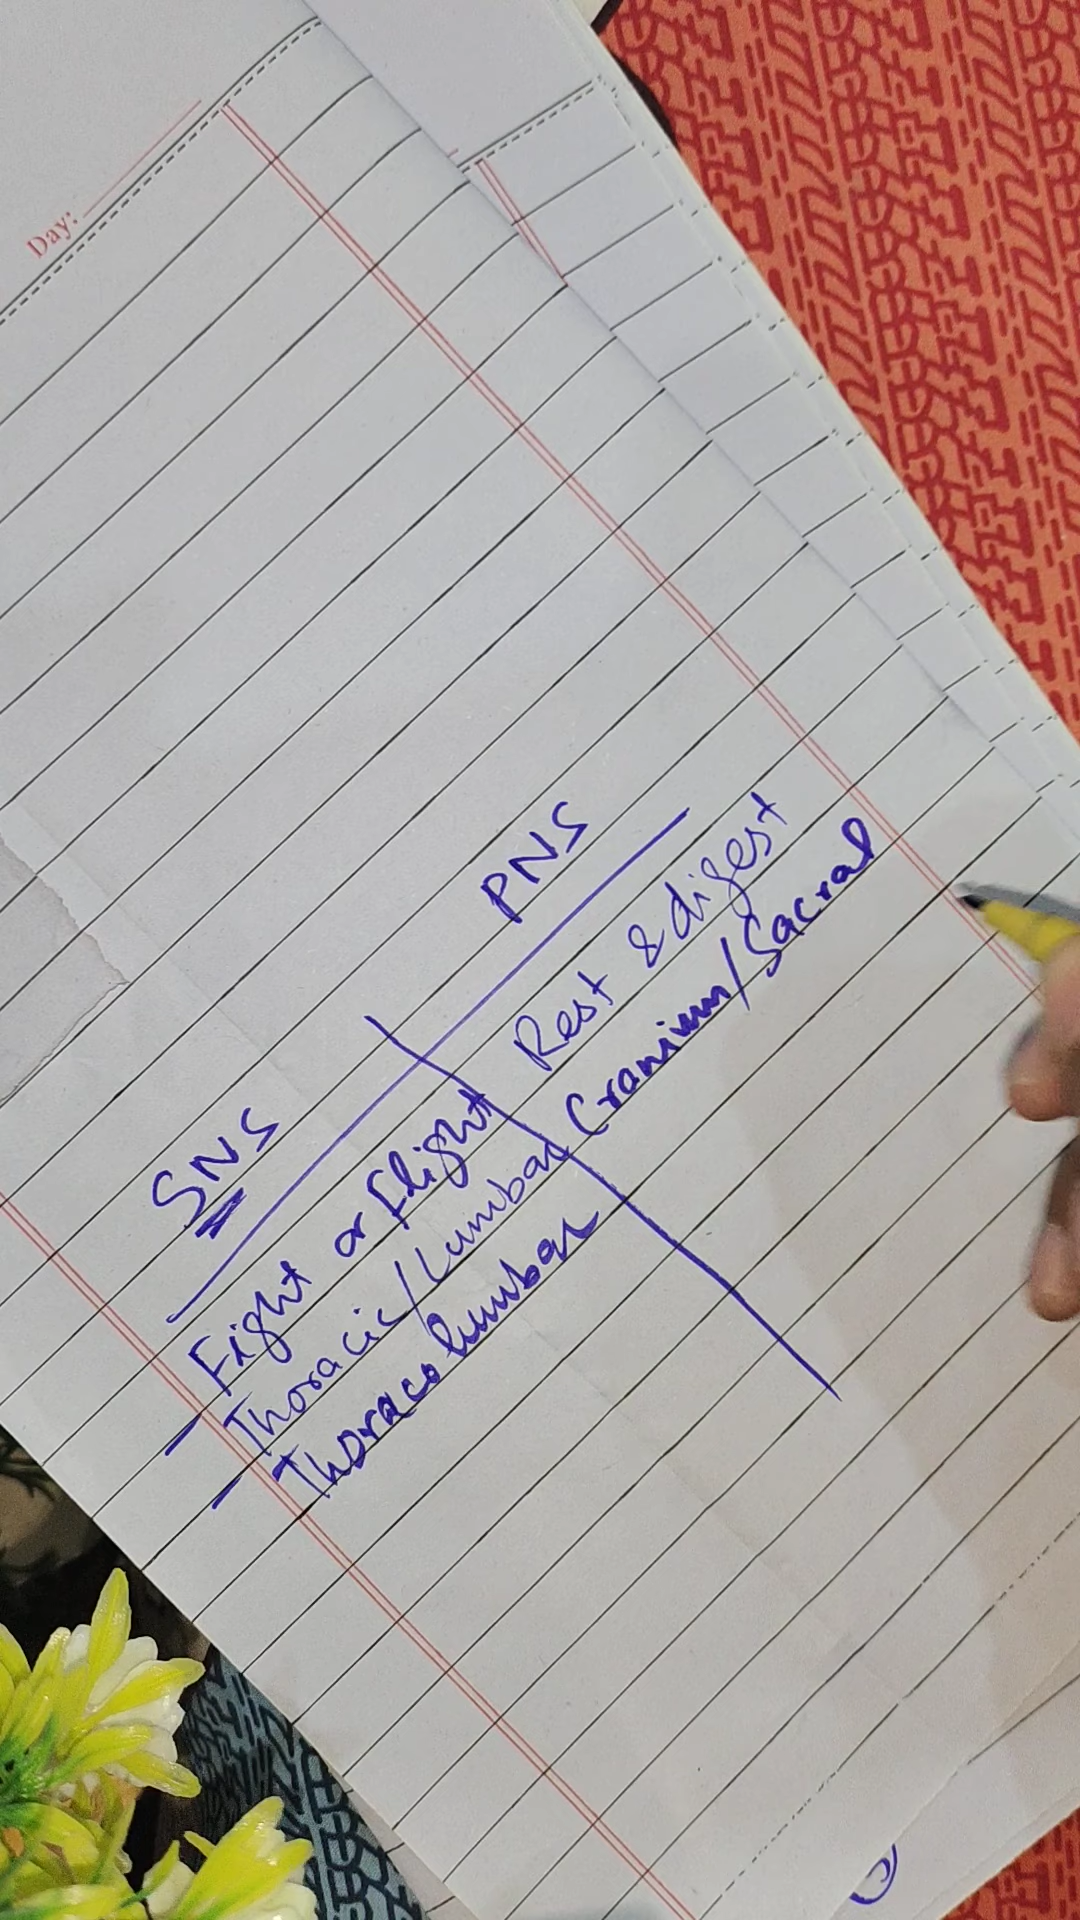 Day:
SNS PNS
Fight or Flight Rest & digest
- Thoracic/Lumbar Cranium/Sacral
- Thoracolumbar